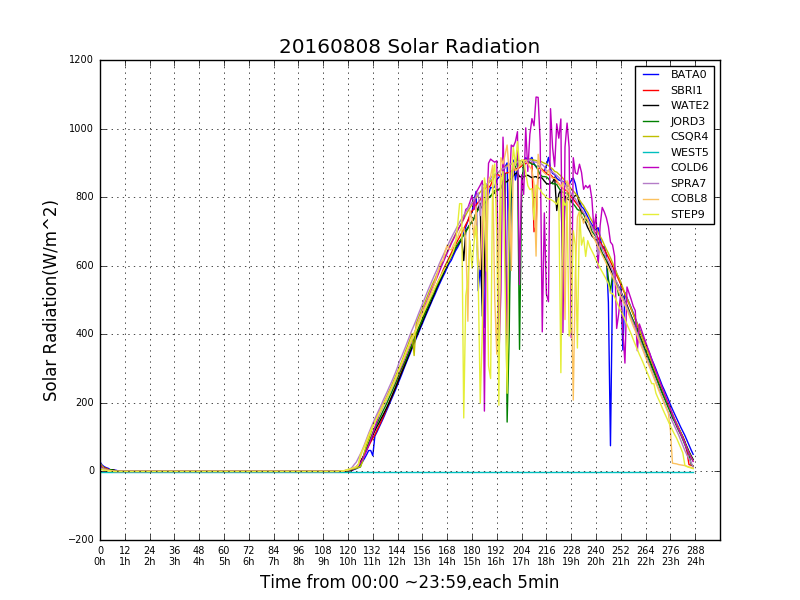 20160808 Solar Radiation
1200
1000
800
600
400
200
0
−200
Solar Radiation(W/m^2)
BATA0
SBRI1
WATE2
JORD3
CSQR4
WEST5
COLD6
SPRA7
COBL8
STEP9
0 12 24 36 48 60 72 84 96 108 120 132 144 156 168 180 192 204 216 228 240 252 264 276 288
0h 1h 2h 3h 4h 5h 6h 7h 8h 9h 10h 11h 12h 13h 14h 15h 16h 17h 18h 19h 20h 21h 22h 23h 24h
Time from 00:00 ~23:59,each 5min